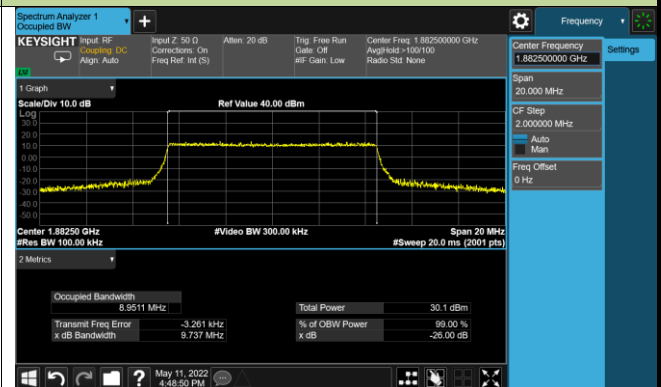 Spectrum Analyzer 1
Occupied BW
+
Frequency
KEYSIGHT
Input: RF
Coupling: DC
Align: Auto
Input Z: 50 Ω
Corrections: On
Freq Ref: Int (S)
Atten: 20 dB
Trig: Free Run
Gate: Off
#IF Gain: Low
Center Freq: 1.882500000 GHz
Avg|Hold:>100/100
Radio Std: None
Center Frequency
1.882500000 GHz
Settings
Span
20.000 MHz
CF Step
2.000000 MHz
Auto
Man
Freq Offset
0 Hz
1 Graph
Scale/Div 10.0 dB
Ref Value 40.00 dBm
Log
30.0
20.0
10.0
0.00
-10.0
-20.0
-30.0
-40.0
-50.0
Center 1.88250 GHz
#Video BW 300.00 kHz
Span 20 MHz
#Res BW 100.00 kHz
#Sweep 20.0 ms (2001 pts)
2 Metrics
Occupied Bandwidth
8.9511 MHz
Total Power
30.1 dBm
Transmit Freq Error
-3.261 kHz
% of OBW Power
99.00 %
x dB Bandwidth
9.737 MHz
x dB
-26.00 dB
?
May 11, 2022
4:48:50 PM